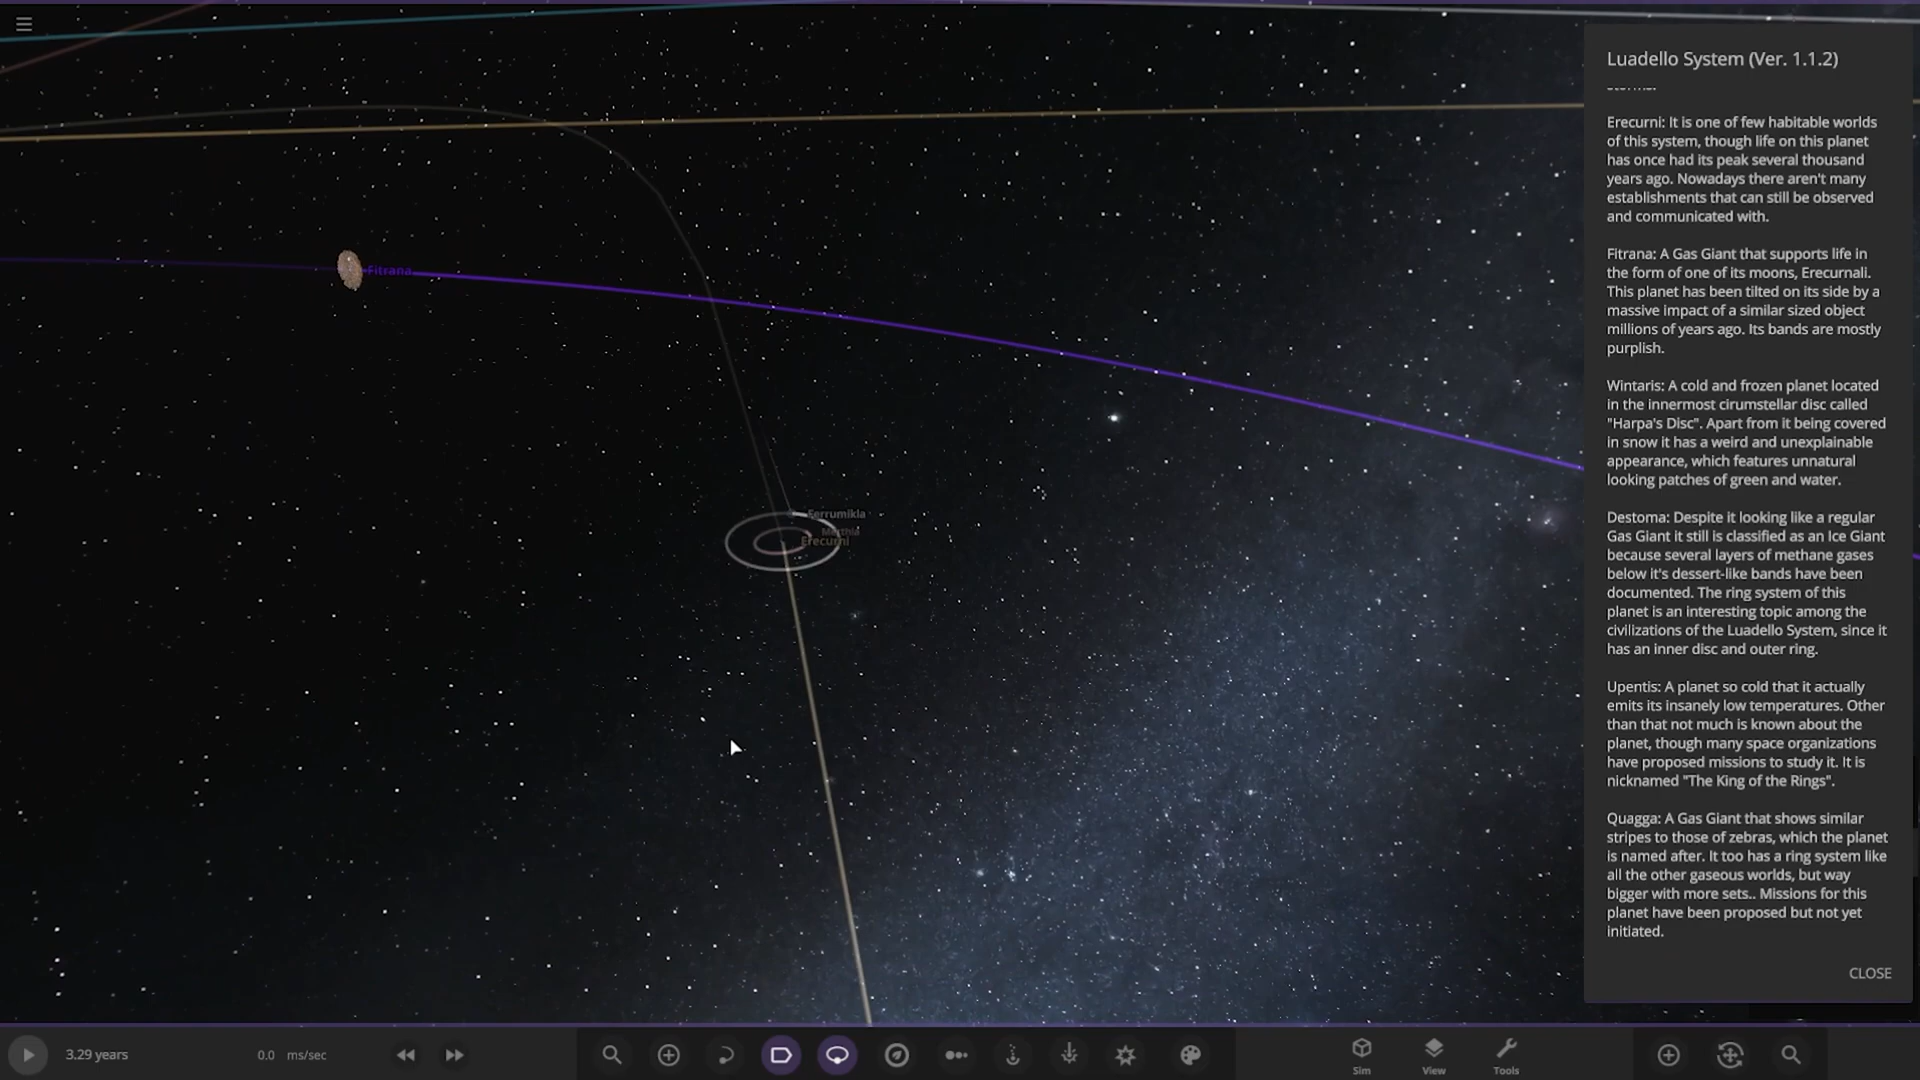 Luadello System (Ver. 1.1.2)
Erecurni: It is one of few habitable worlds
of this system, though life on this planet
has once had its peak several thousand
years ago. Nowadays there aren't many
establishments that can still be observed
and communicated with.
Fitrana: A Gas Giant that supports life in
the form of one of its moons, Erecurnali.
This planet has been tilted on its side by a
massive impact of a similar sized object
millions of years ago. Its bands are mostly
purplish.
Wintaris: A cold and frozen planet located
in the innermost cirumstellar disc called
"Harpa's Disc". Apart from it being covered
in snow it has a weird and unexplainable
appearance, which features unnatural
looking patches of green and water.
Destoma: Despite it looking like a regular
Gas Giant it still is classified as an Ice Giant
because several layers of methane gases
below it's dessert-like bands have been
documented. The ring system of this
planet is an interesting topic among the
civilizations of the Luadello System, since it
has an inner disc and outer ring.
Upentis: A planet so cold that it actually
emits its insanely low temperatures. Other
than that not much is known about the
planet, though many space organizations
have proposed missions to study it. It is
nicknamed "The King of the Rings".
Quagga: A Gas Giant that shows similar
stripes to those of zebras, which the planet
is named after. It too has a ring system like
all the other gaseous worlds, but way
bigger with more sets.. Missions for this
planet have been proposed but not yet
initiated.
CLOSE
Fitrana
Ferrumikla
Erecurni
3.29 years
0.0 ms/sec
Sim
View
Tools